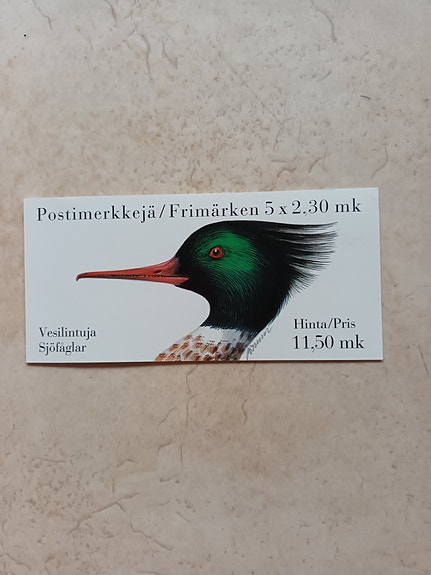 Postimerkkejä/Frimärken 5 x 2,30 mk
Vesilintuja
Sjöfåglar
Hinta/Pris
11,50 mk